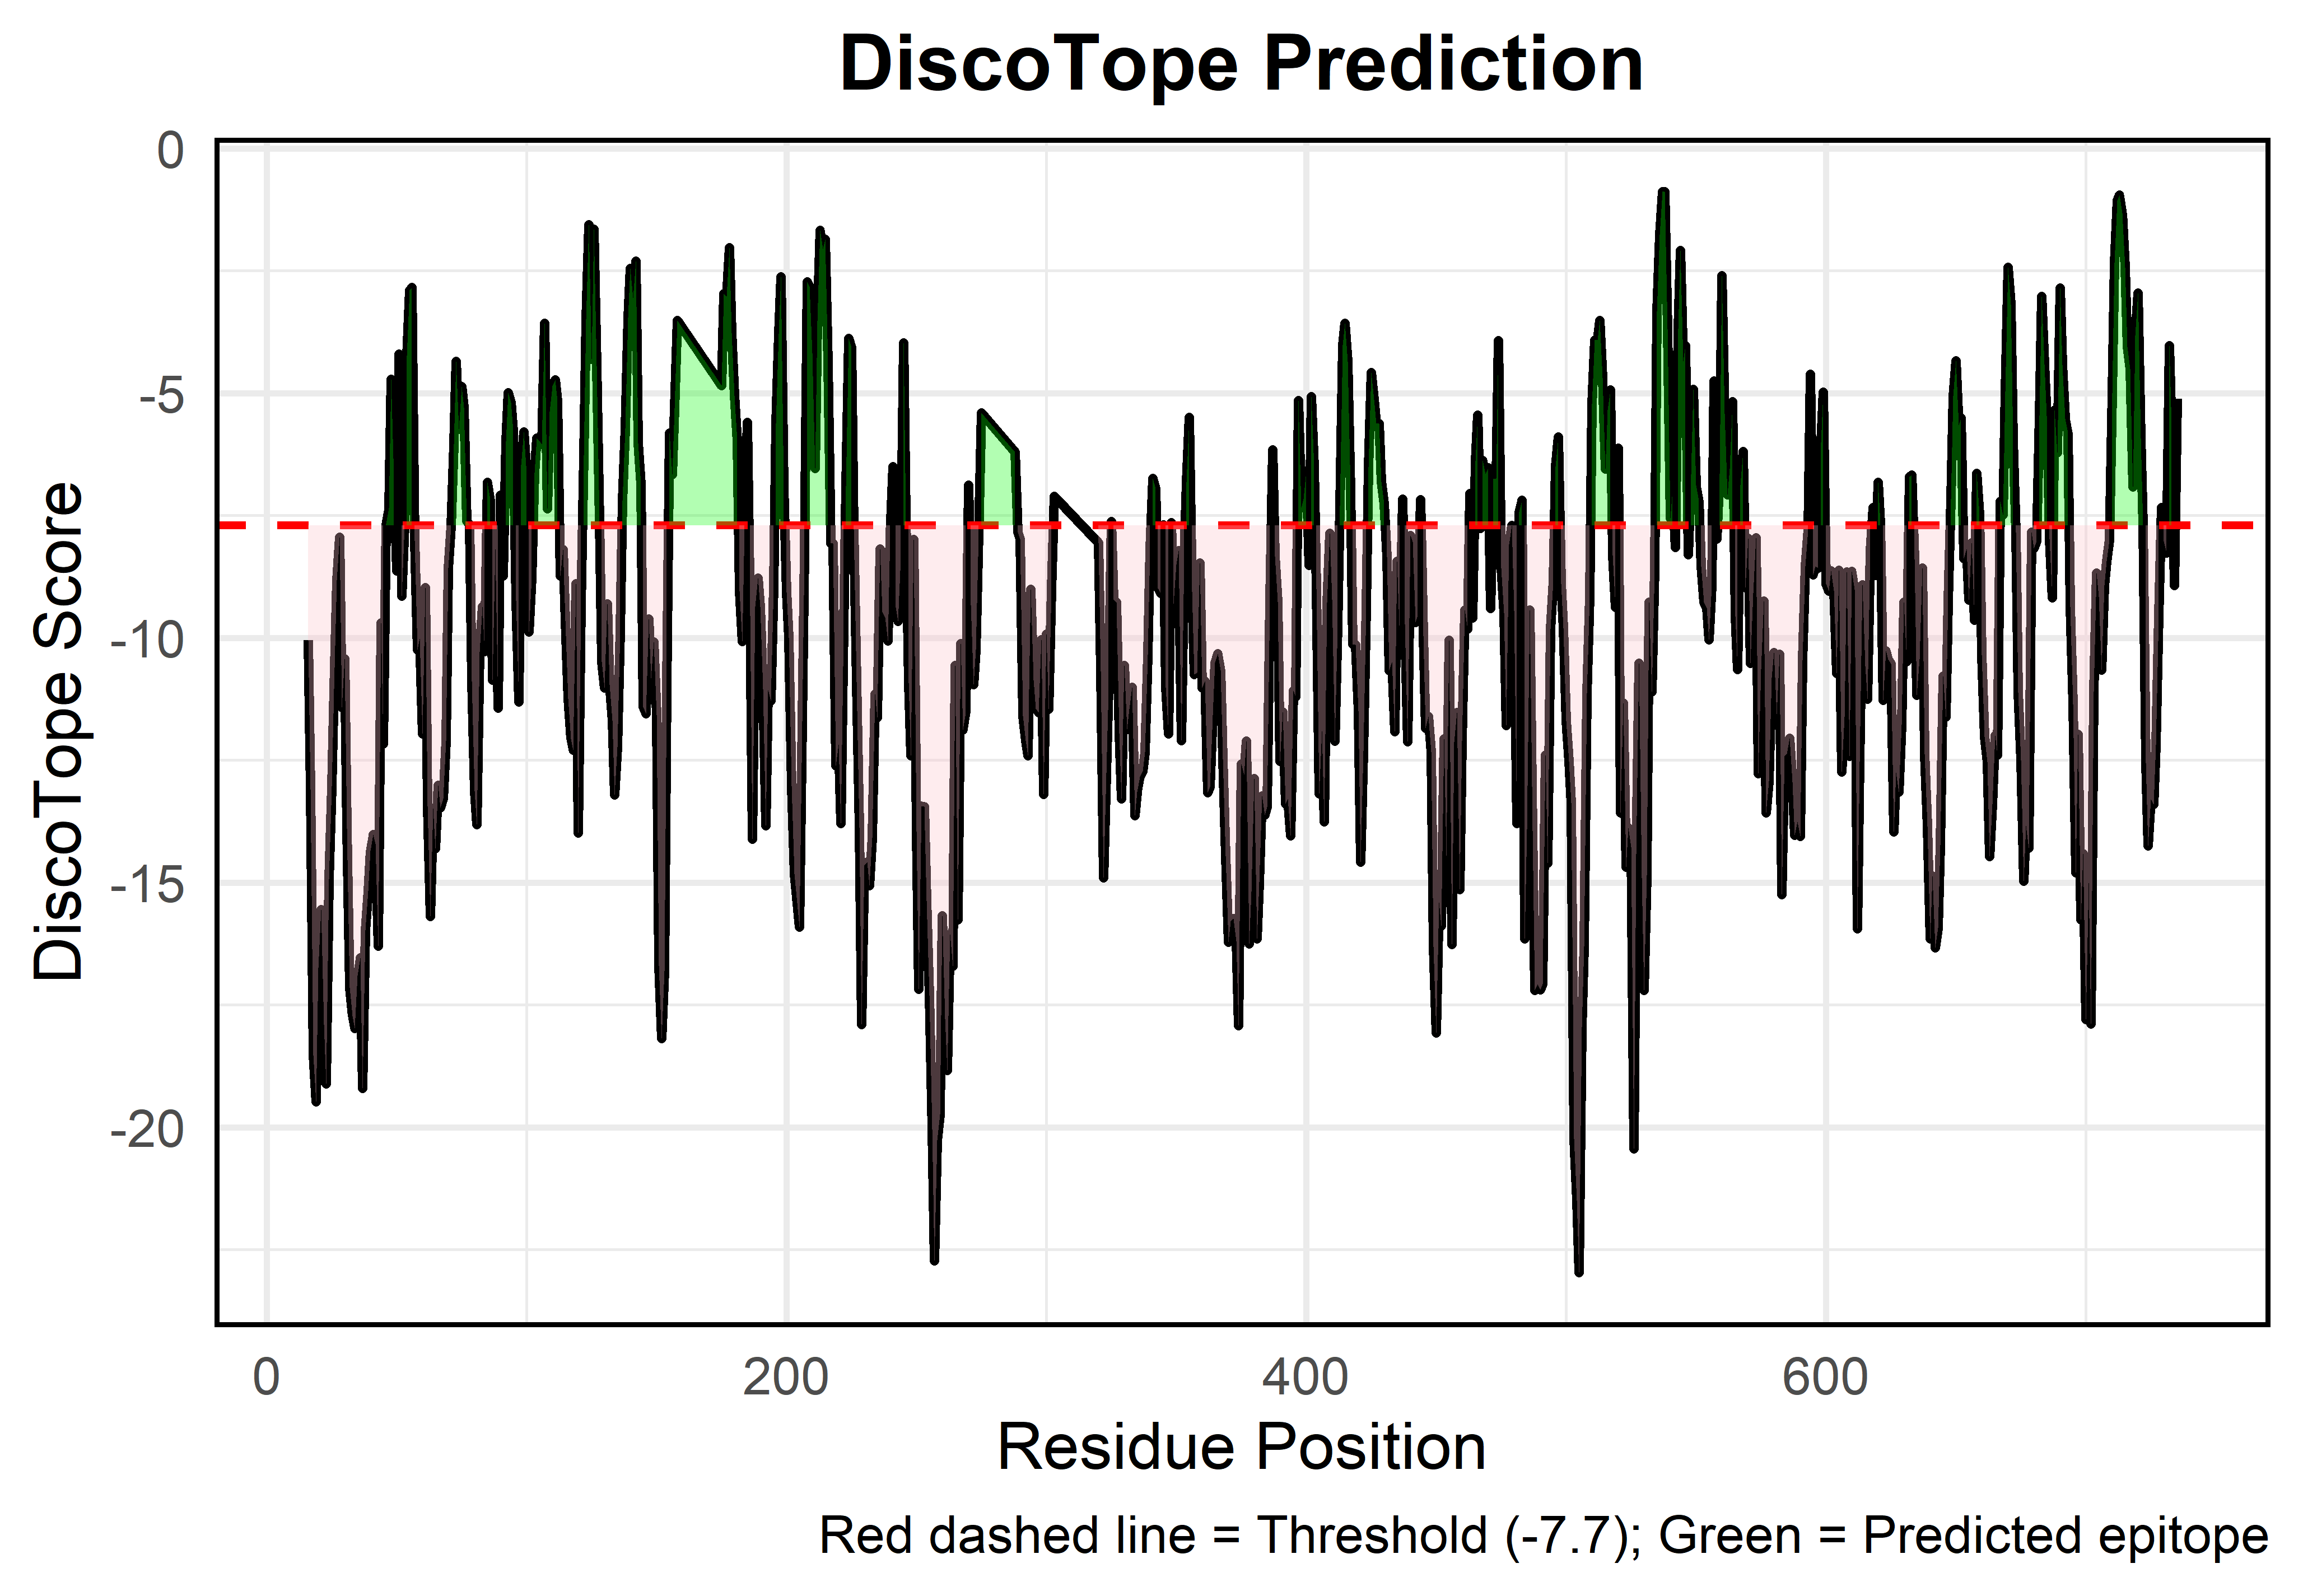 DiscoTope Prediction
DiscoTope Score
0
-5
-10
-15
-20
0 200 400 600
Residue Position
Red dashed line = Threshold (-7.7); Green = Predicted epitope